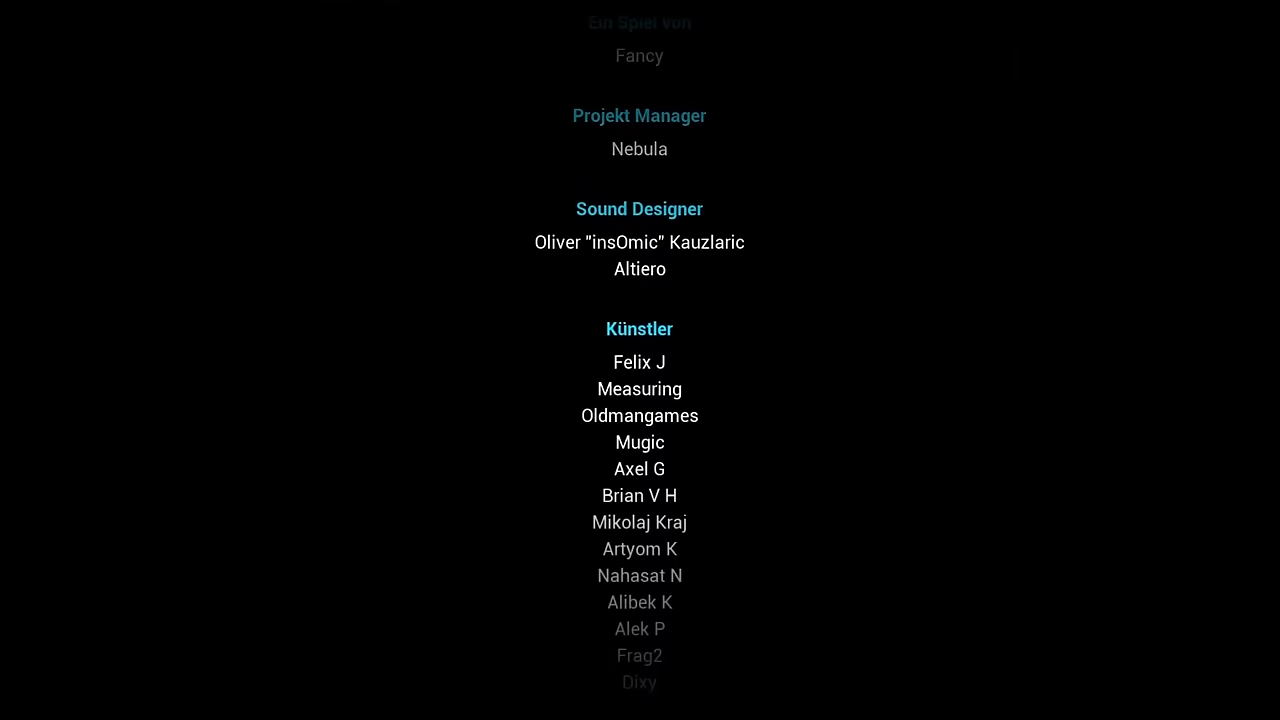 Ein Spiel von
Fancy
Projekt Manager
Nebula
Sound Designer
Oliver "insOmic" Kauzlaric
Altiero
Künstler
Felix J
Measuring
Oldmangames
Mugic
Axel G
Brian V H
Mikolaj Kraj
Artyom K
Nahasat N
Alibek K
Alek P
Frag2
Dixy